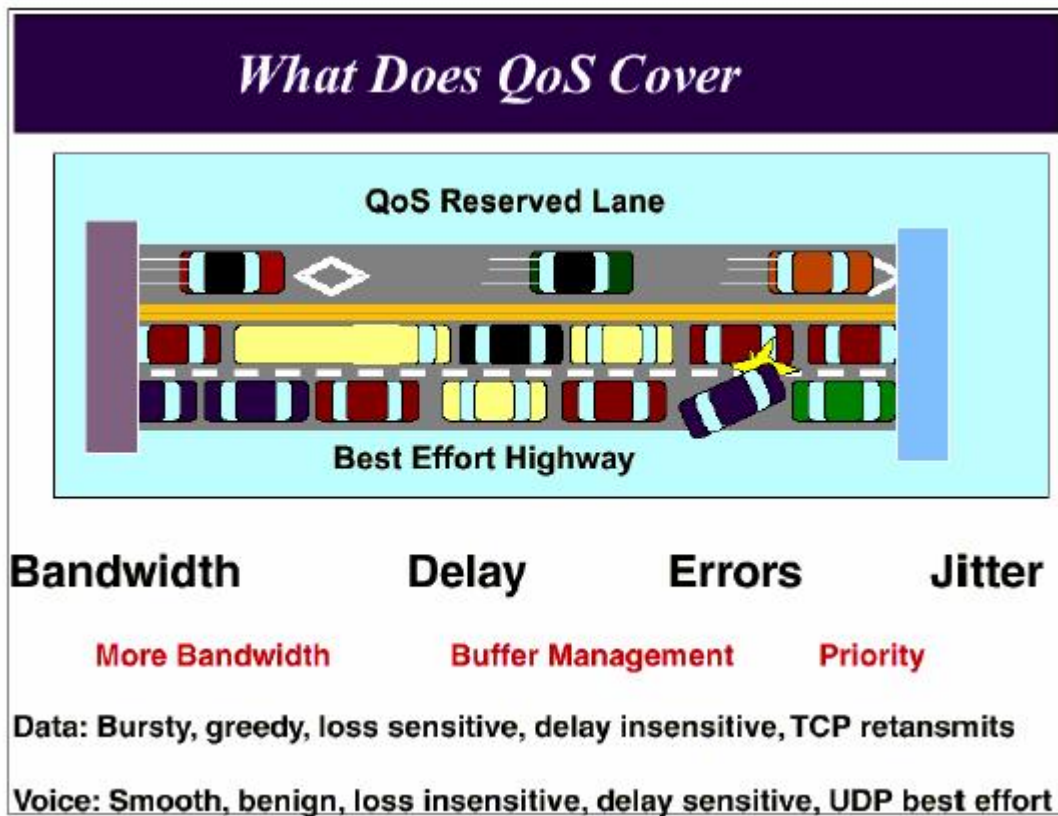 What Does QoS Cover
QoS Reserved Lane
Best Effort Highway
Bandwidth Delay Errors Jitter
More Bandwidth Buffer Management Priority
Data: Bursty, greedy, loss sensitive, delay insensitive, TCP retansmits
Voice: Smooth, benign, loss insensitive, delay sensitive, UDP best effort